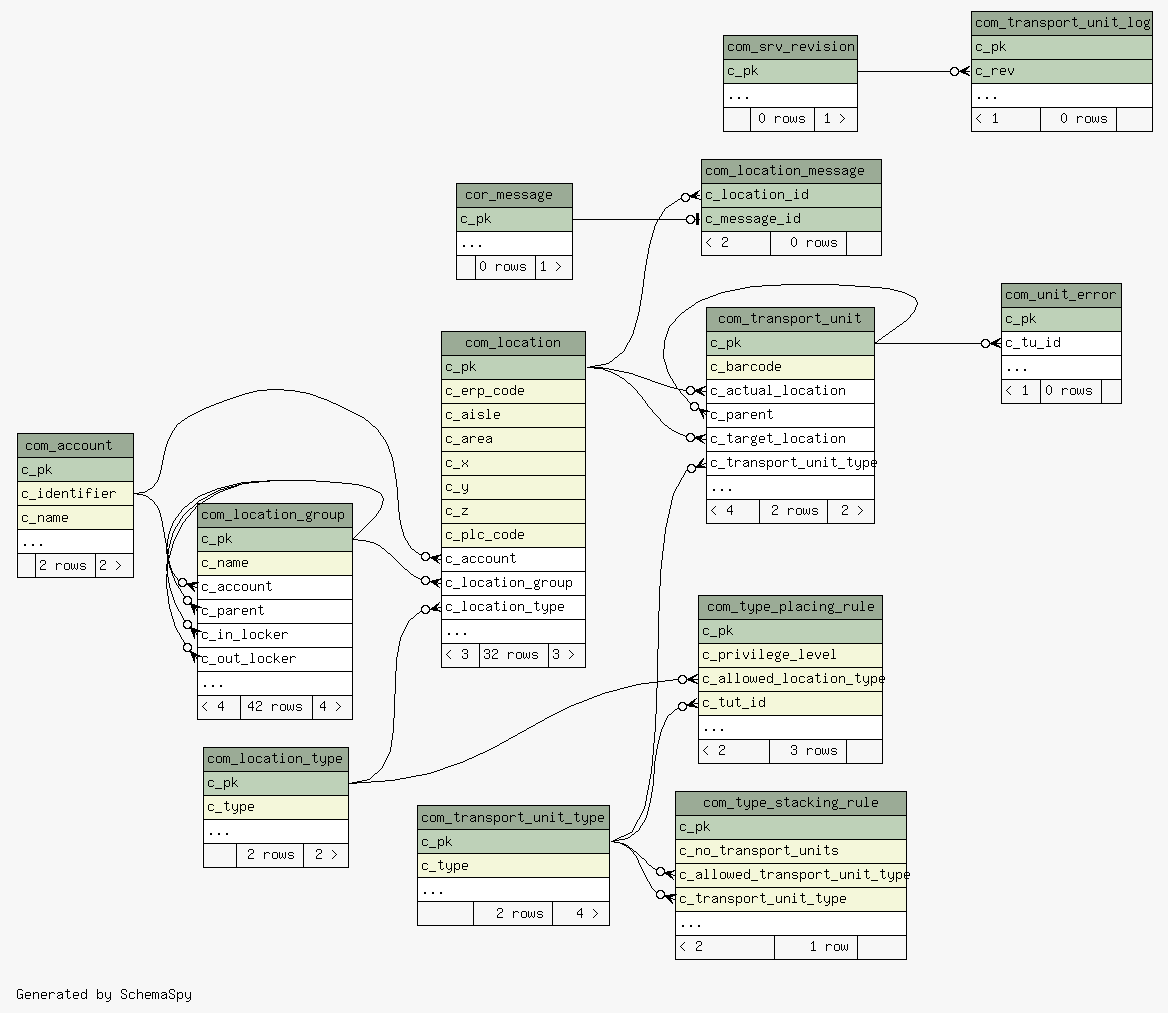 com_transport_unit_log
c_pk
c_rev
...
< 1 0 rows
com_srv_revision
c_pk
...
0 rows 1 >
com_location_message
c_location_id
c_message_id
< 2 0 rows
cor_message
c_pk
...
0 rows 1 >
com_unit_error
c_pk
c_tu_id
...
< 1 0 rows
com_transport_unit
c_pk
c_barcode
c_actual_location
c_parent
c_target_location
c_transport_unit_type
...
< 4 2 rows 2 >
com_location
c_pk
c_erp_code
c_aisle
c_area
c_x
c_y
c_z
c_plc_code
c_account
c_location_group
c_location_type
...
< 3 32 rows 3 >
com_account
c_pk
c_identifier
c_name
...
2 rows 2 >
com_location_group
c_pk
c_name
c_account
c_parent
c_in_locker
c_out_locker
...
< 4 42 rows 4 >
com_type_placing_rule
c_pk
c_privilege_level
c_allowed_location_type
c_tut_id
...
< 2 3 rows
com_location_type
c_pk
c_type
...
2 rows 2 >
com_transport_unit_type
c_pk
c_type
...
2 rows 4 >
com_type_stacking_rule
c_pk
c_no_transport_units
c_allowed_transport_unit_type
c_transport_unit_type
...
< 2 1 row
Generated by SchemaSpy